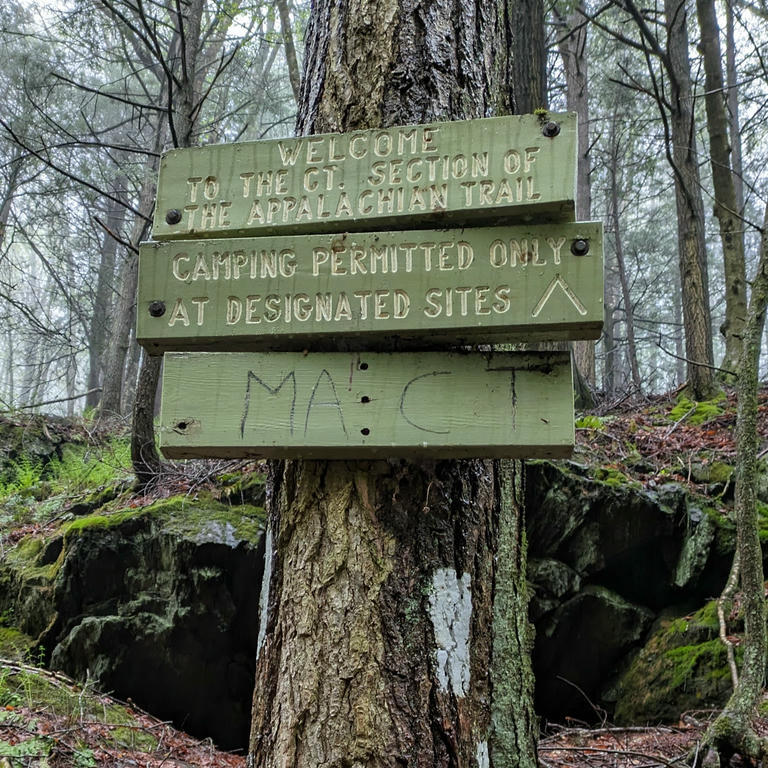 WELCOME
TO THE CT. SECTION OF
THE APPALACHIAN TRAIL
CAMPING PERMITTED ONLY
AT DESIGNATED SITES
MA CT